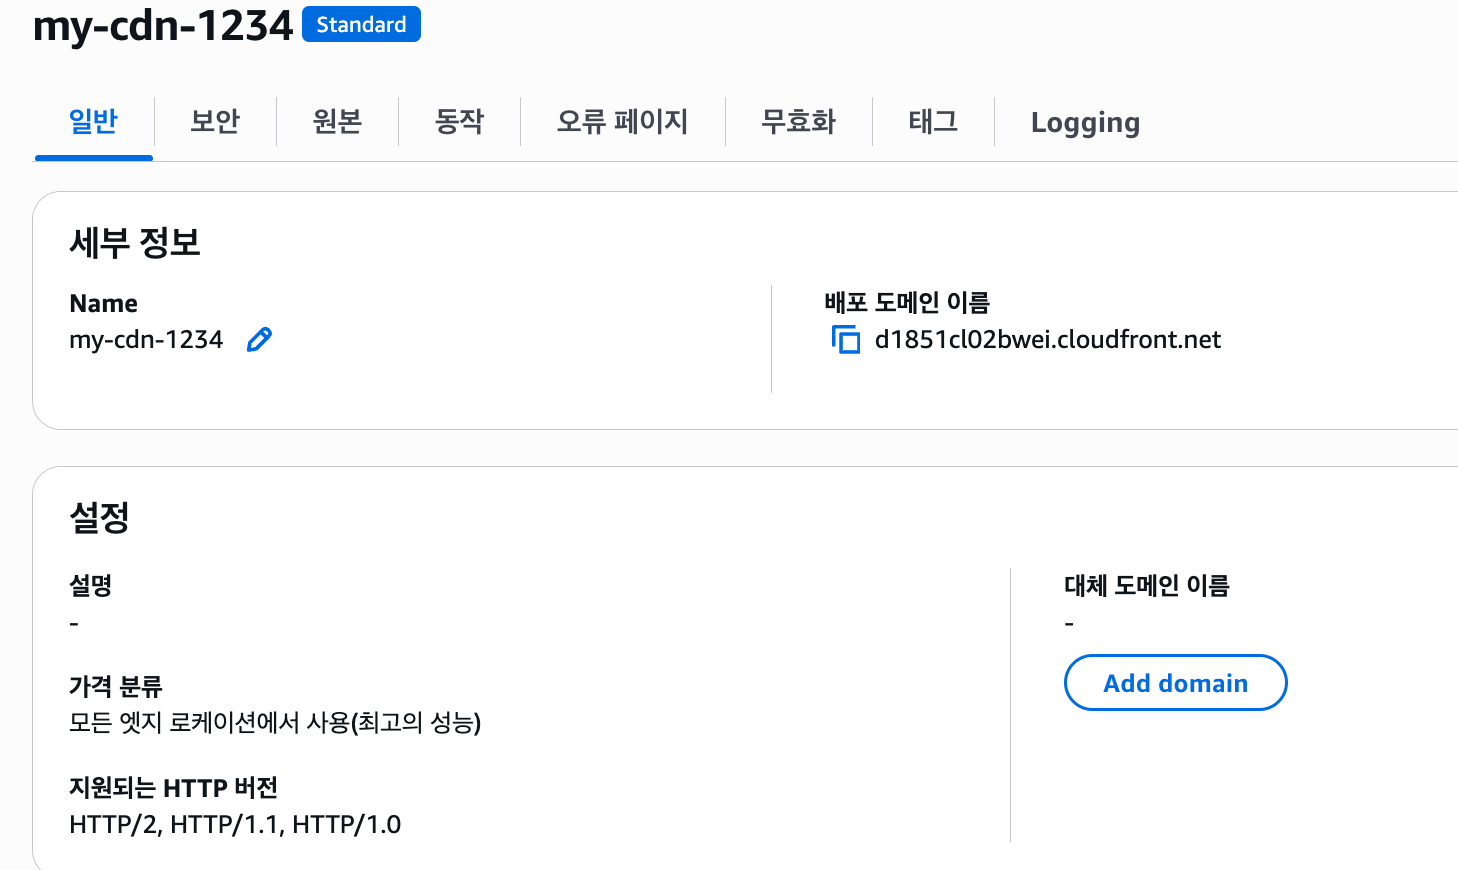 my-cdn-1234 Standard
일반 보안 원본 동작 오류 페이지 무효화 태그 Logging
세부 정보
Name
my-cdn-1234
배포 도메인 이름
d1851cl02bwei.cloudfront.net
설정
설명
-
가격 분류
모든 엣지 로케이션에서 사용(최고의 성능)
지원되는 HTTP 버전
HTTP/2, HTTP/1.1, HTTP/1.0
대체 도메인 이름
-
Add domain